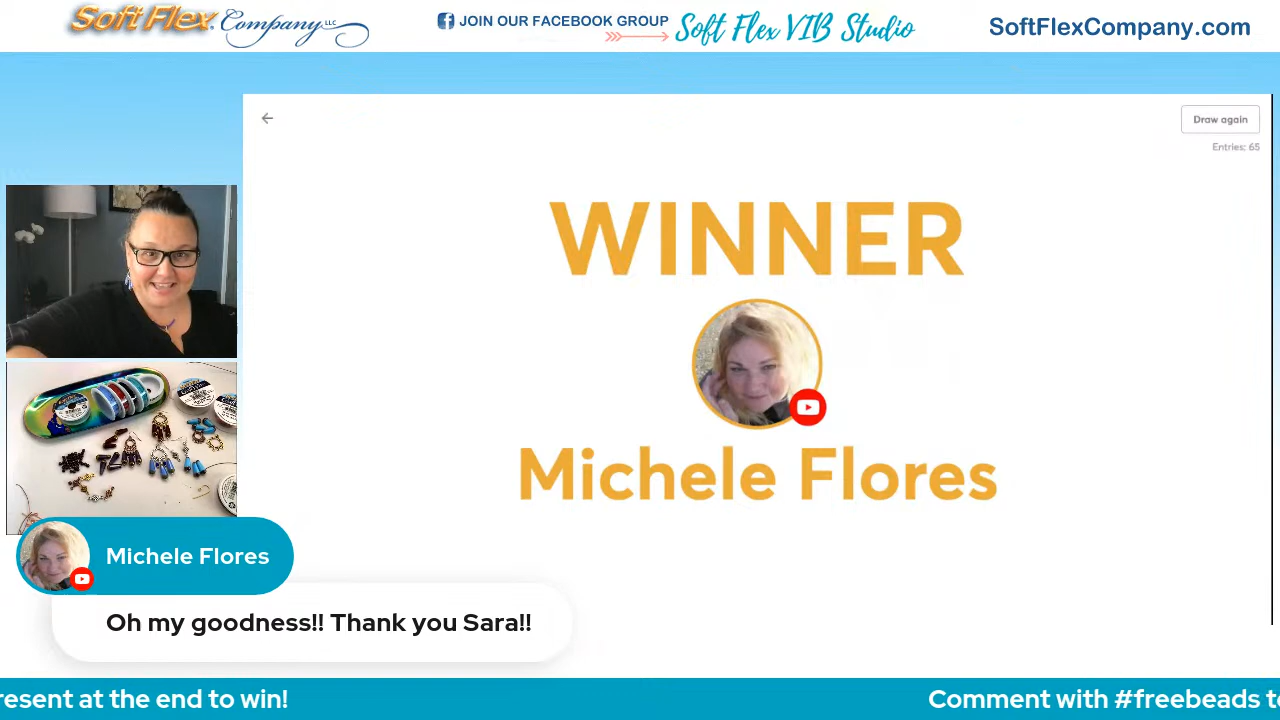 Soft Flex Company LLC
JOIN OUR FACEBOOK GROUP
Soft Flex VIB Studio
SoftFlexCompany.com
Draw again
Entries: 65
WINNER
Michele Flores
Michele Flores
Oh my goodness!! Thank you Sara!!
resent at the end to win!
Comment with #freebeads to